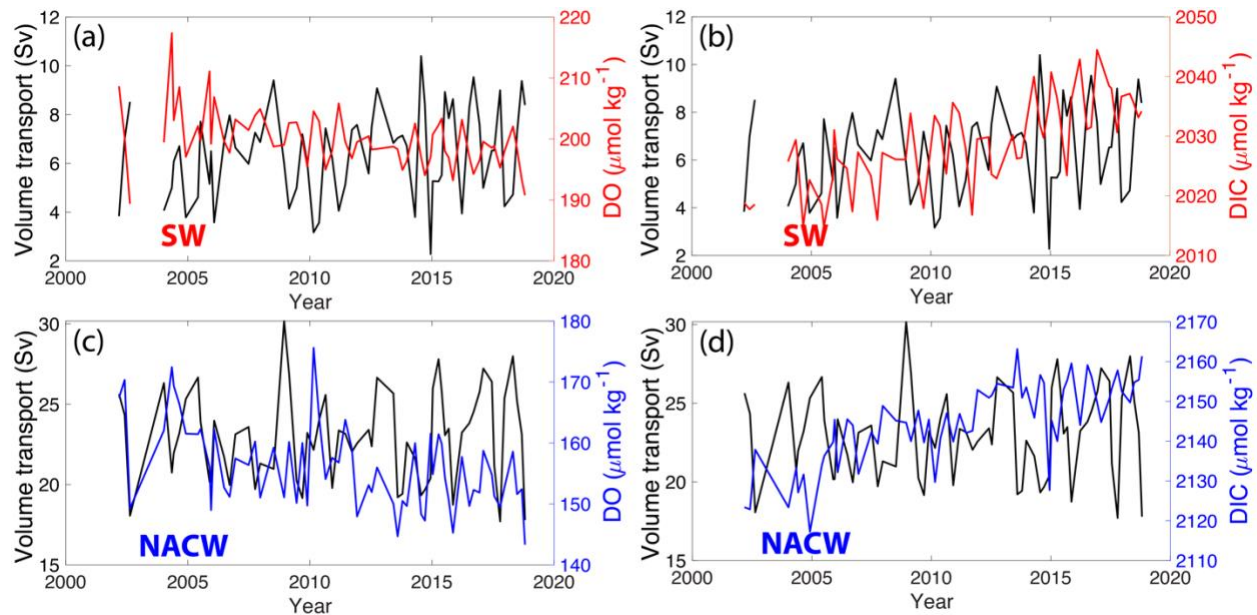 (a)
Volume transport (Sv)
12
10
8
6
4
2
220
210
200
190
180
DO (μmol kg⁻¹)
SW
2000 2005 2010 2015 2020
Year
(b)
Volume transport (Sv)
12
10
8
6
4
2
2050
2040
2030
2020
2010
DIC (μmol kg⁻¹)
SW
2000 2005 2010 2015 2020
Year
(c)
Volume transport (Sv)
30
25
20
15
180
170
160
150
140
DO (μmol kg⁻¹)
NACW
2000 2005 2010 2015 2020
Year
(d)
Volume transport (Sv)
30
25
20
15
2170
2160
2150
2140
2130
2120
2110
DIC (μmol kg⁻¹)
NACW
2000 2005 2010 2015 2020
Year